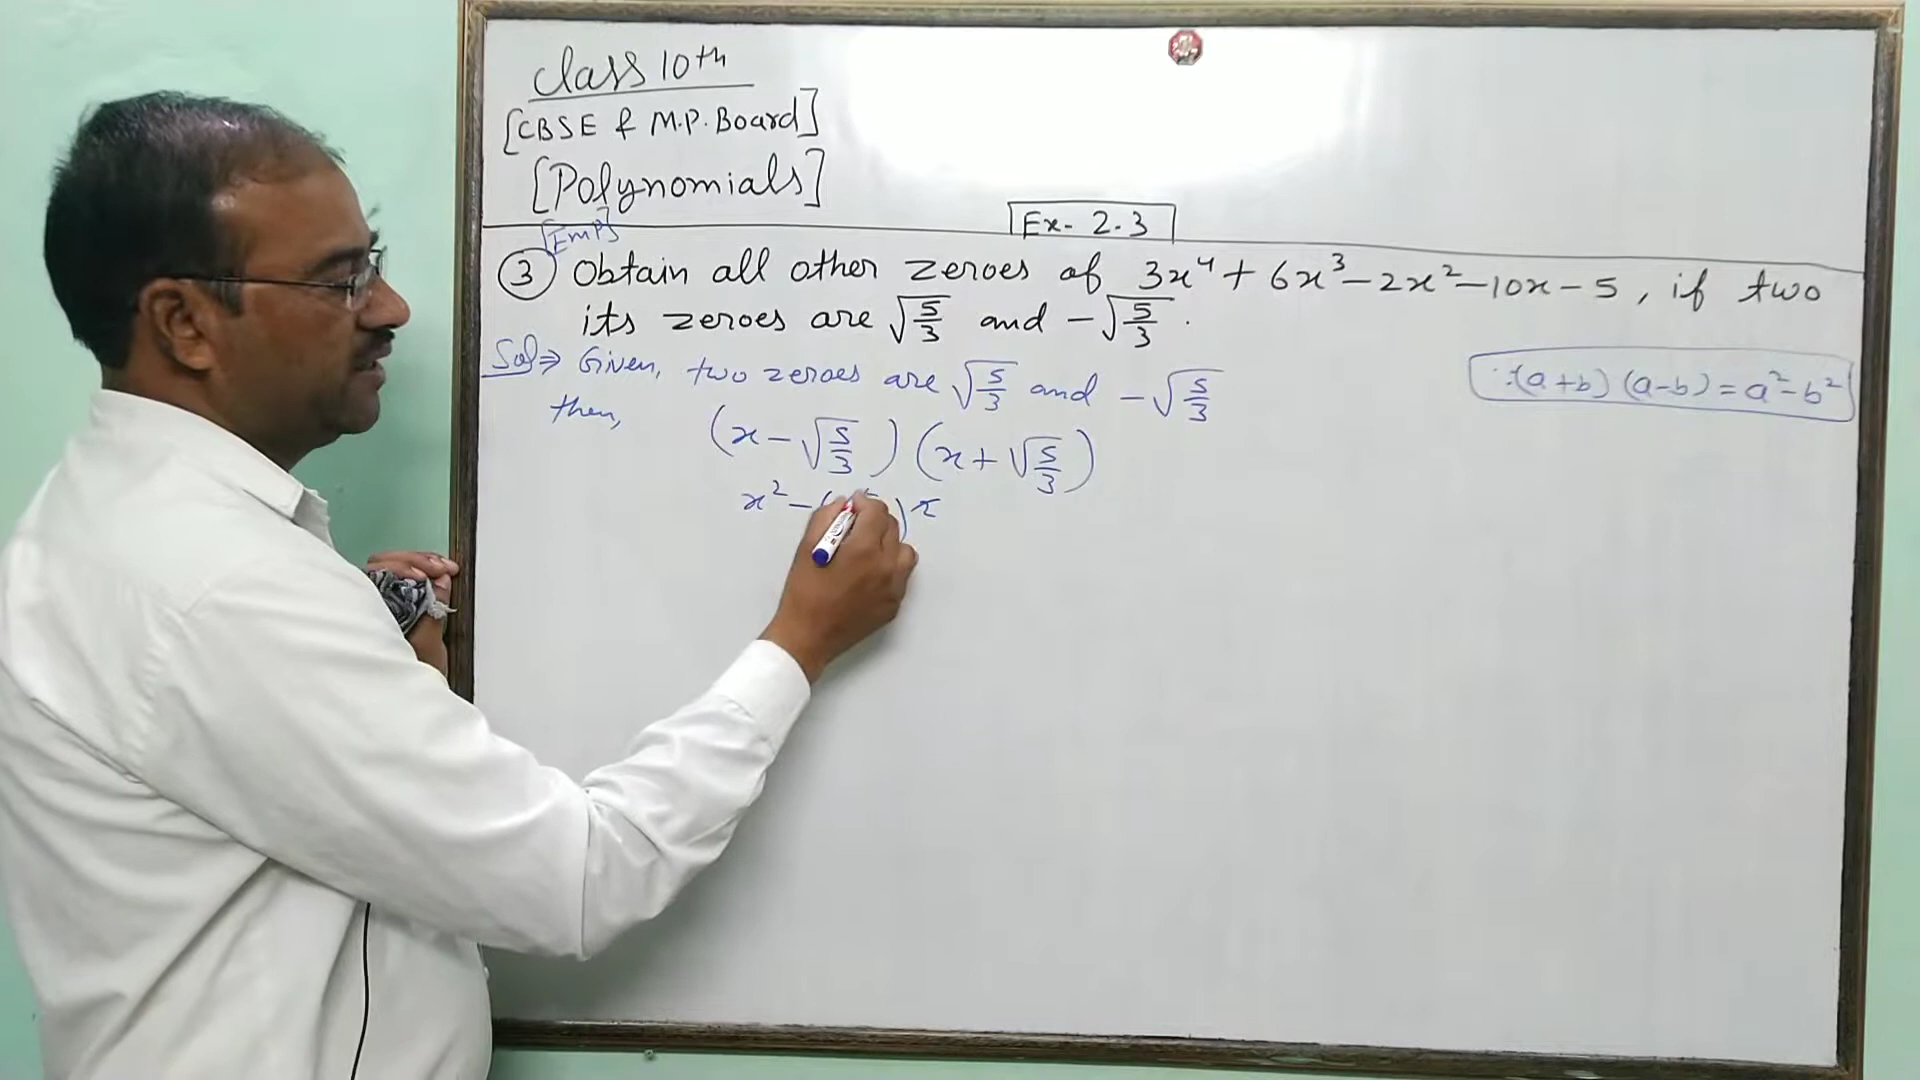 Class 10th
[CBSE & M.P. Board]
[Polynomials]
Ex- 2.3
[Imp]
③ Obtain all other zeroes of 3x⁴ + 6x³ - 2x² - 10x - 5, if two
its zeroes are √(5/3) and -√(5/3).
Sol⇒ Given, two zeroes are √(5/3) and -√(5/3)
then,
∵(a+b)(a-b) = a²-b²
(x - √(5/3)) (x + √(5/3))
x² - ( )²